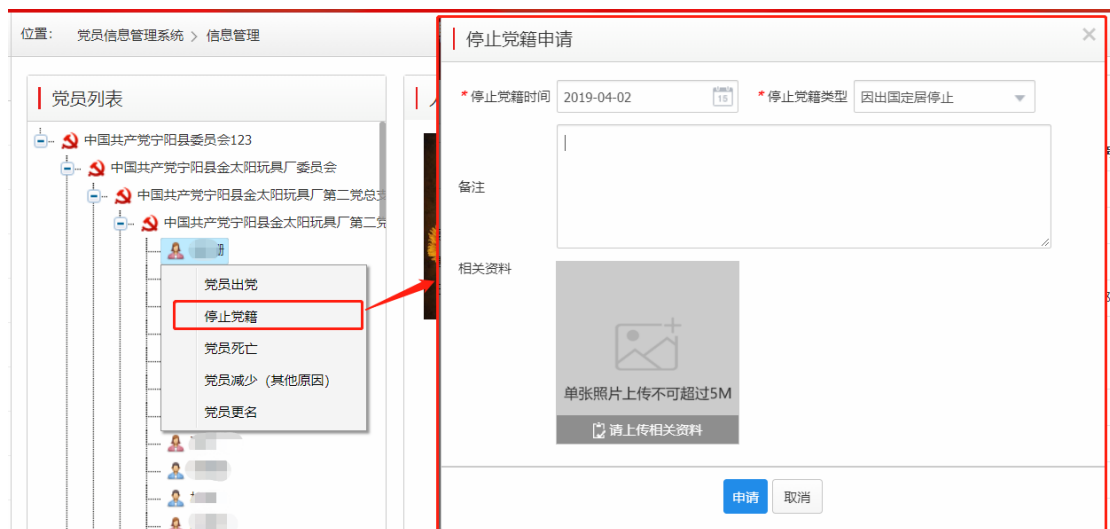 位置： 党员信息管理系统 > 信息管理
党员列表
中国共产党宁阳县委员会123
中国共产党宁阳县金太阳玩具厂委员会
中国共产党宁阳县金太阳玩具厂第二党总支
中国共产党宁阳县金太阳玩具厂第二党
党员出党
停止党籍
党员死亡
党员减少（其他原因）
党员更名
停止党籍申请
*停止党籍时间 2019-04-02 15 *停止党籍类型 因出国定居停止
备注
相关资料
单张照片上传不可超过5M
请上传相关资料
申请 取消